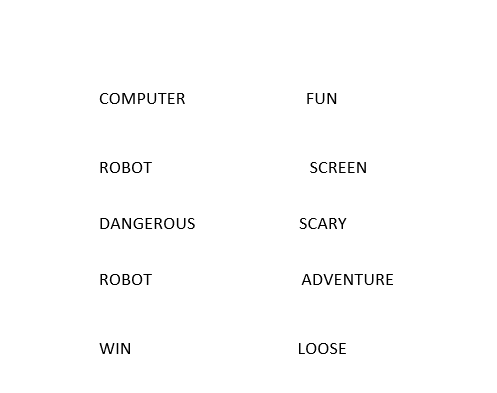 COMPUTER FUN
ROBOT SCREEN
DANGEROUS SCARY
ROBOT ADVENTURE
WIN LOOSE